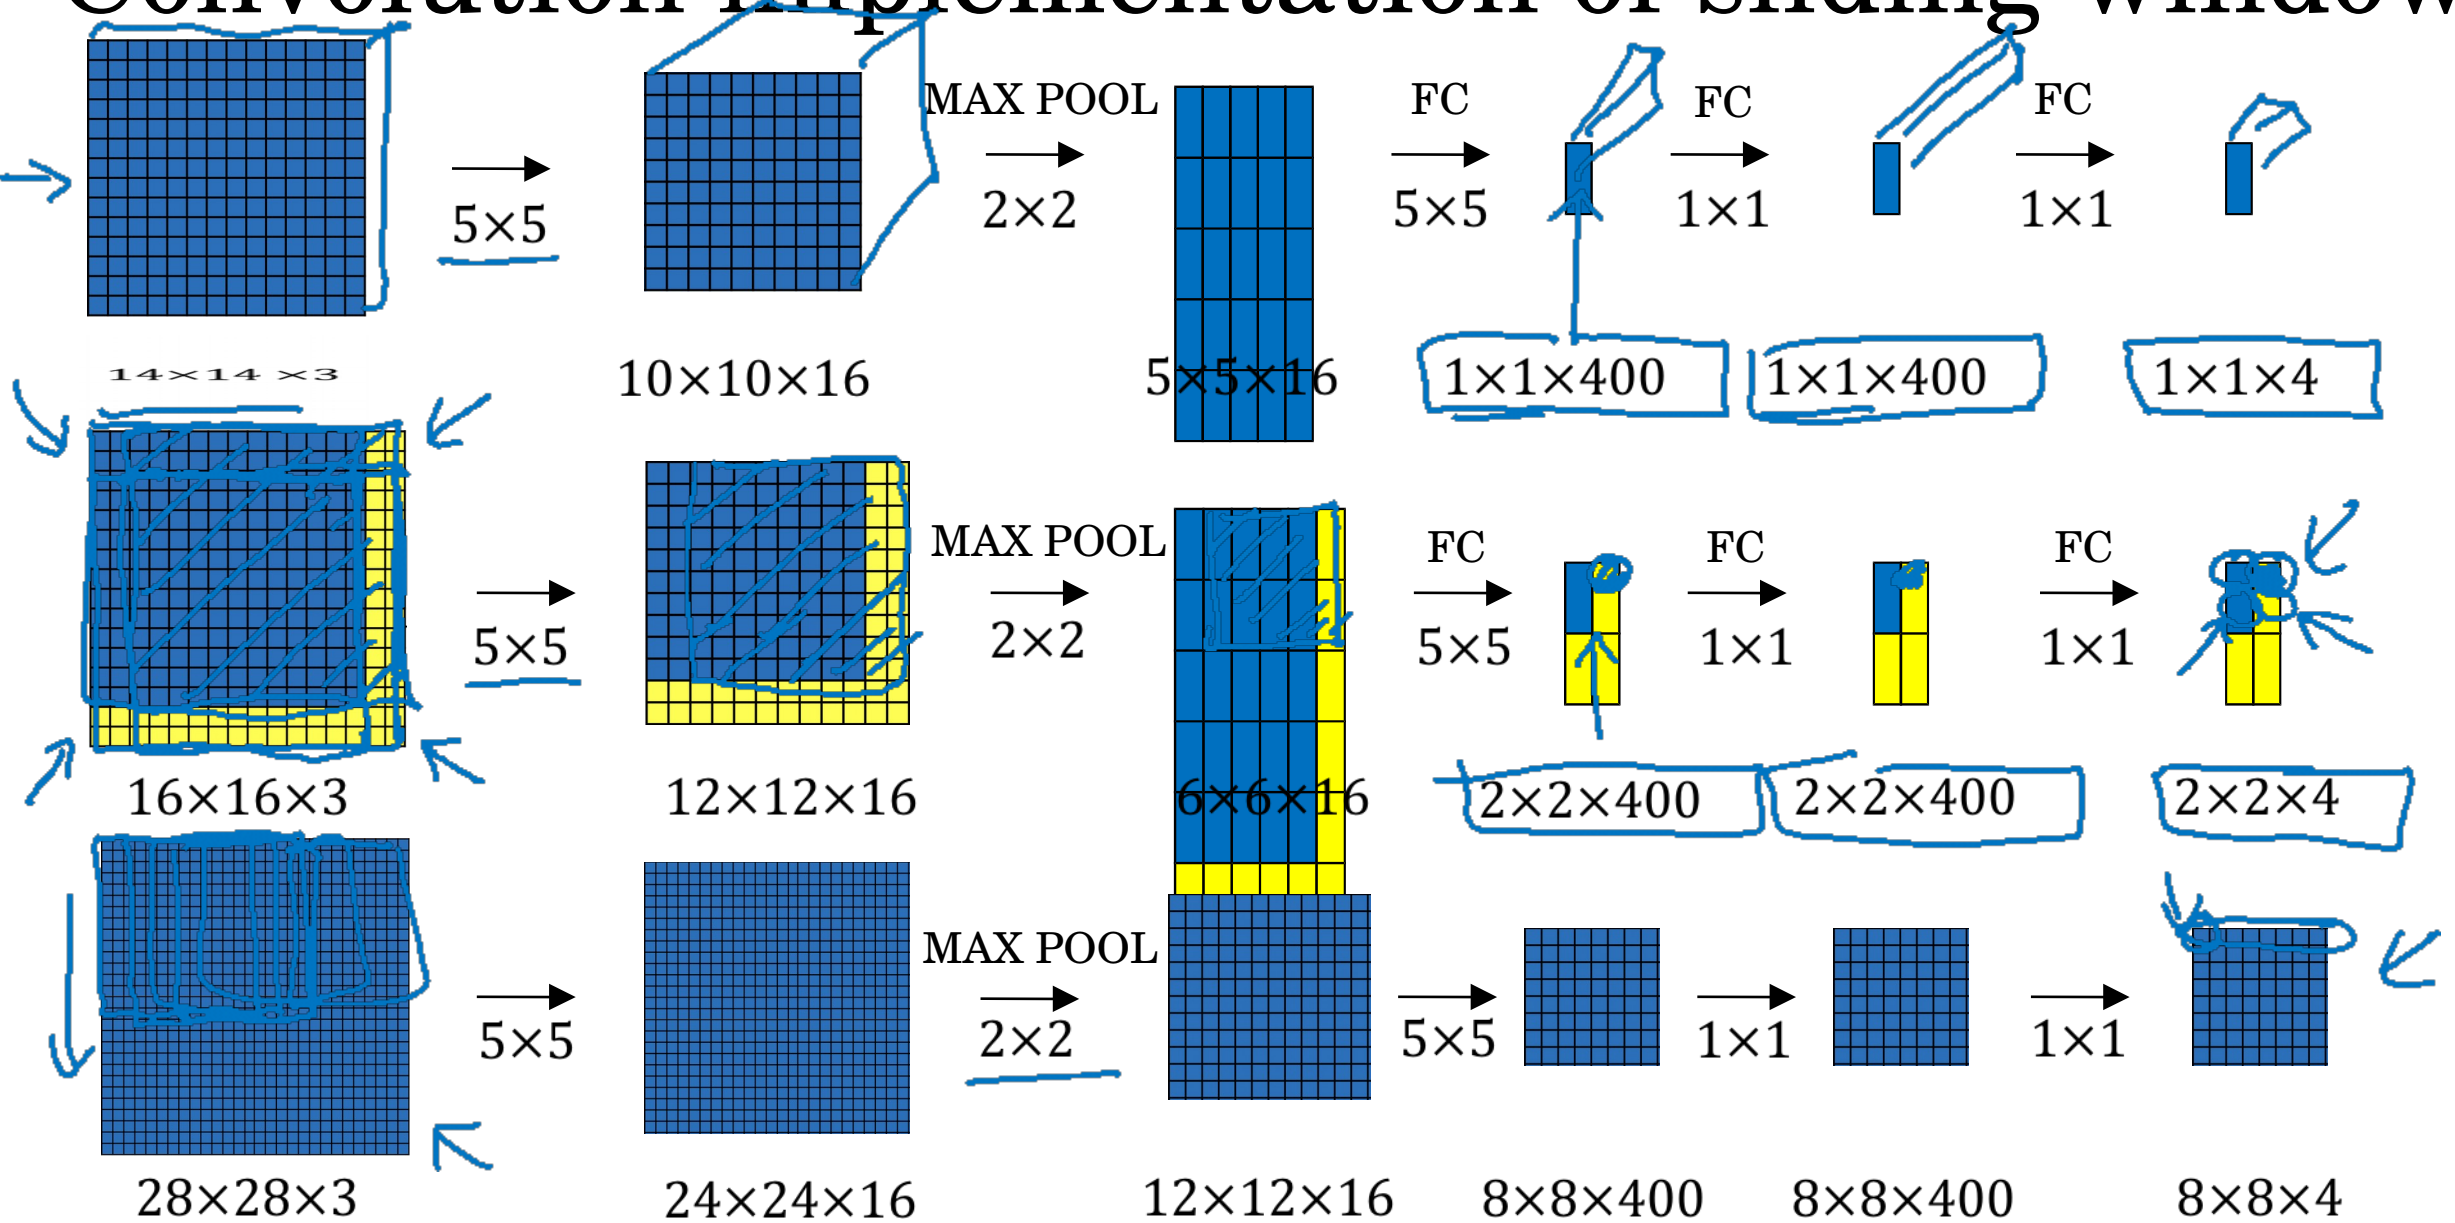 Convolution implementation of sliding windows
MAX POOL FC FC FC
5×5 2×2 5×5 1×1 1×1
14×14 ×3 10×10×16 5×5×16 1×1×400 1×1×400 1×1×4
MAX POOL FC FC FC
5×5 2×2 5×5 1×1 1×1
16×16×3 12×12×16 6×6×16 2×2×400 2×2×400 2×2×4
MAX POOL
5×5 2×2 5×5 1×1 1×1
28×28×3 24×24×16 12×12×16 8×8×400 8×8×400 8×8×4